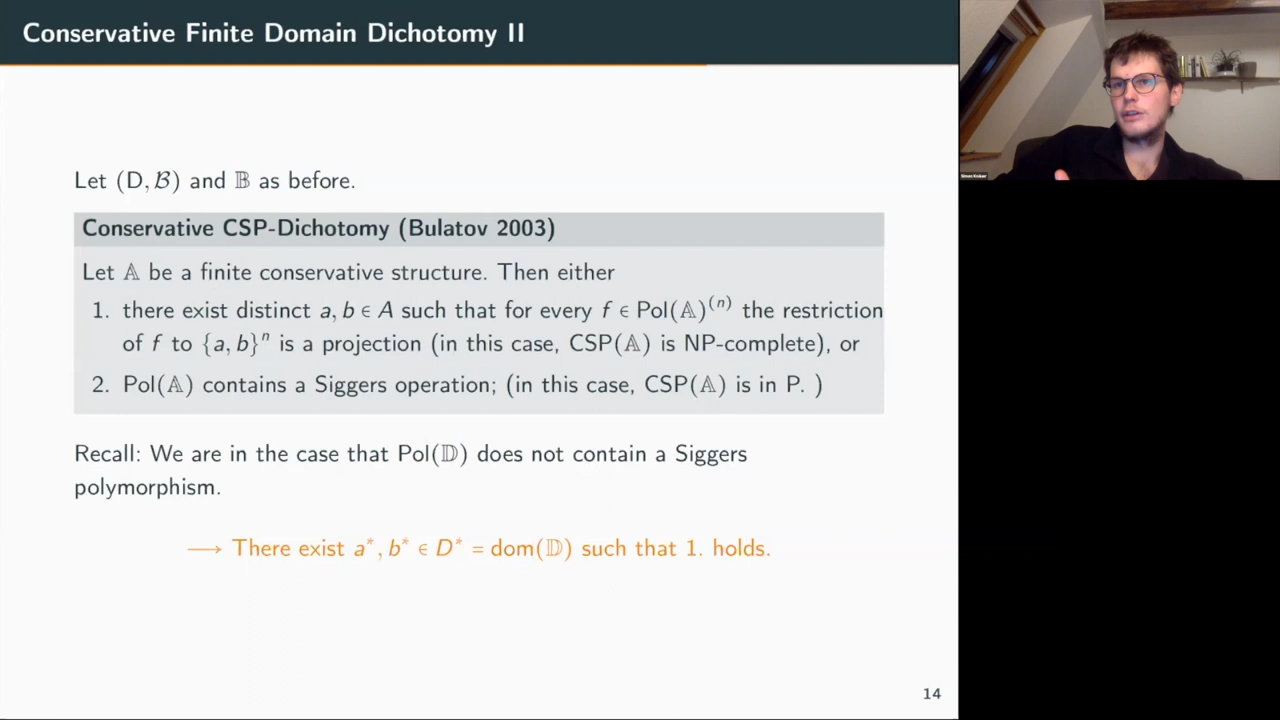 Conservative Finite Domain Dichotomy II
Let (D, ℬ) and 𝔹 as before.
Conservative CSP-Dichotomy (Bulatov 2003)
Let 𝔸 be a finite conservative structure. Then either
1. there exist distinct a, b ∈ A such that for every f ∈ Pol(𝔸)⁽ⁿ⁾ the restriction
of f to {a, b}ⁿ is a projection (in this case, CSP(𝔸) is NP-complete), or
2. Pol(𝔸) contains a Siggers operation; (in this case, CSP(𝔸) is in P. )
Recall: We are in the case that Pol(𝔻) does not contain a Siggers
polymorphism.
⟶ There exist a*, b* ∈ D* = dom(𝔻) such that 1. holds.
14